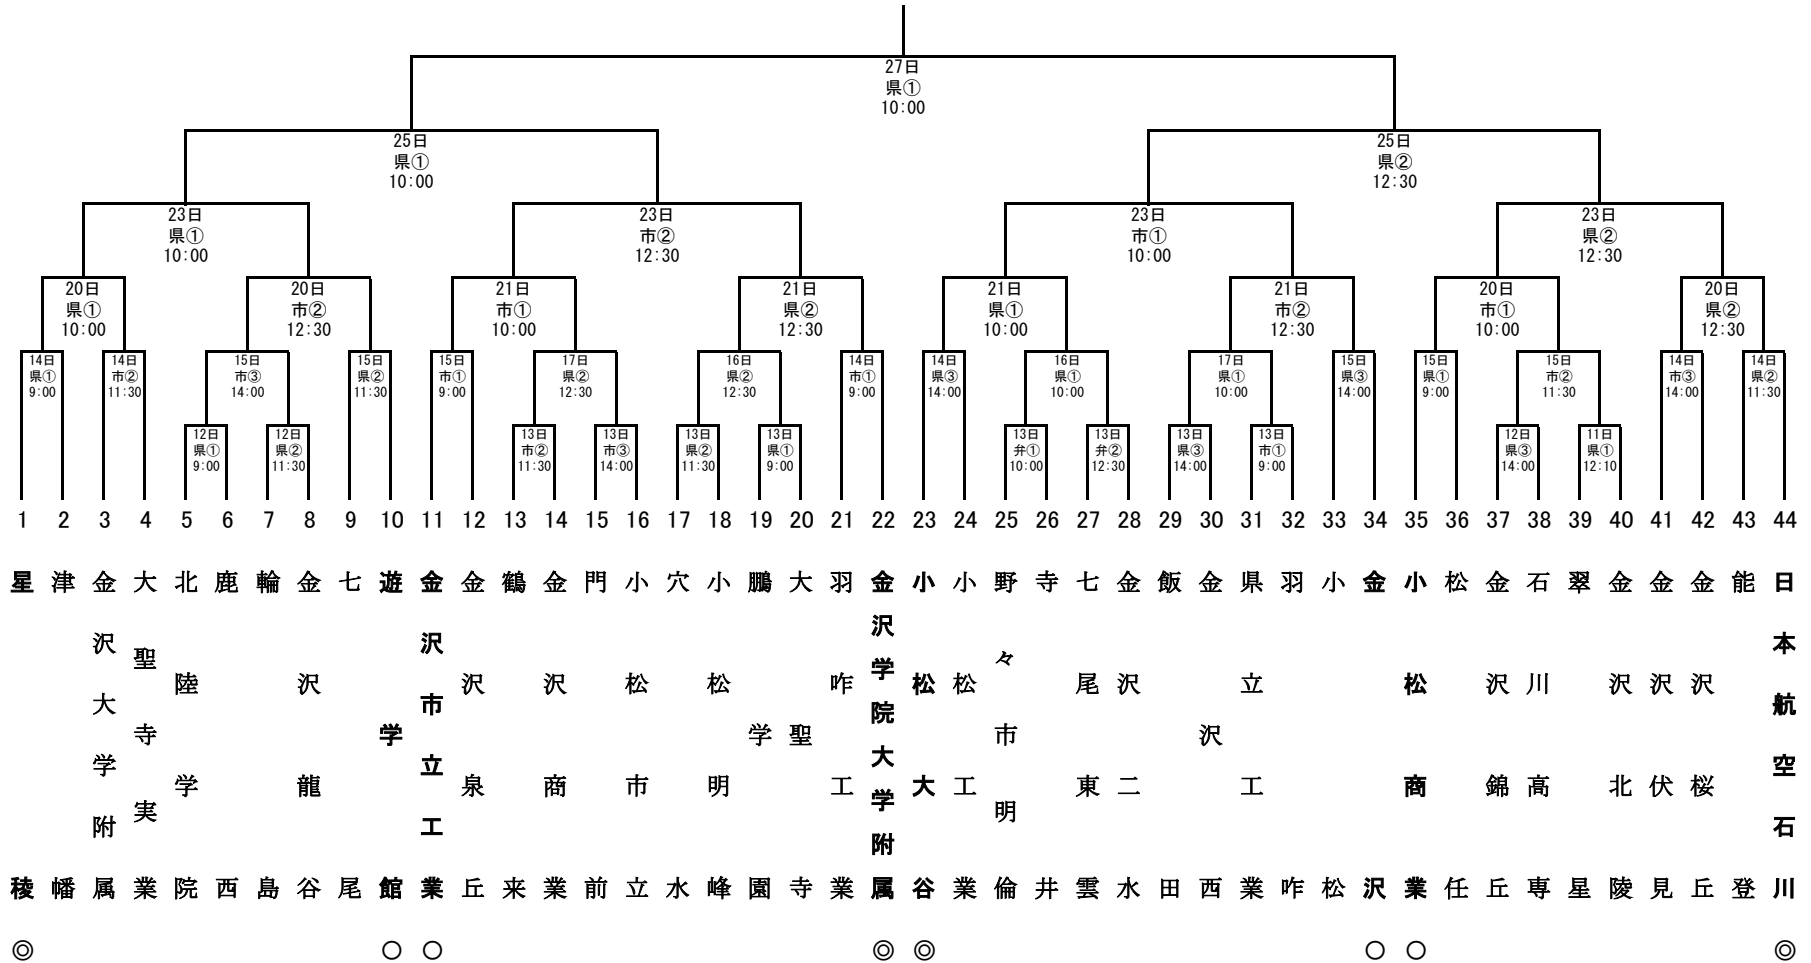 27日
県①
10:00
25日
県①
10:00
25日
県②
12:30
23日
県①
10:00
23日
市②
12:30
23日
市①
10:00
23日
県②
12:30
20日
県①
10:00
20日
市②
12:30
21日
市①
10:00
21日
県②
12:30
21日
県①
10:00
21日
市②
12:30
20日
市①
10:00
20日
県②
12:30
14日
県①
9:00
14日
市②
11:30
15日
市③
14:00
15日
県②
11:30
15日
市①
9:00
17日
県②
12:30
16日
県②
12:30
14日
市①
9:00
14日
県③
14:00
16日
県①
10:00
17日
県①
10:00
15日
県③
14:00
15日
県①
9:00
15日
市②
11:30
14日
市③
14:00
14日
県②
11:30
12日
県①
9:00
12日
県②
11:30
13日
市②
11:30
13日
市③
14:00
13日
県②
11:30
13日
県①
9:00
13日
弁①
10:00
13日
弁②
12:30
13日
県③
14:00
13日
市①
9:00
12日
県③
14:00
11日
県①
12:10
1 2 3 4 5 6 7 8 9 10 11 12 13 14 15 16 17 18 19 20 21 22 23 24 25 26 27 28 29 30 31 32 33 34 35 36 37 38 39 40 41 42 43 44
星稜
津幡
金沢大学附属
大聖寺実業
北陸学院
鹿西
輪島
金沢龍谷
七尾
遊学館
金沢市立工業
金沢泉丘
鶴来
金沢商業
門前
小松市立
穴水
小松明峰
鵬学園
大聖寺
羽咋工業
金沢学院大学附属
小松大谷
小松工業
野々市明倫
寺井
七尾東雲
金沢二水
飯田
金沢西
県立工業
羽咋
小松
金沢
小松商業
松任
金沢錦丘
石川高専
翠星
金沢北陵
金沢伏見
金沢桜丘
能登
日本航空石川
◎ ○ ○ ◎ ◎ ○ ○ ◎